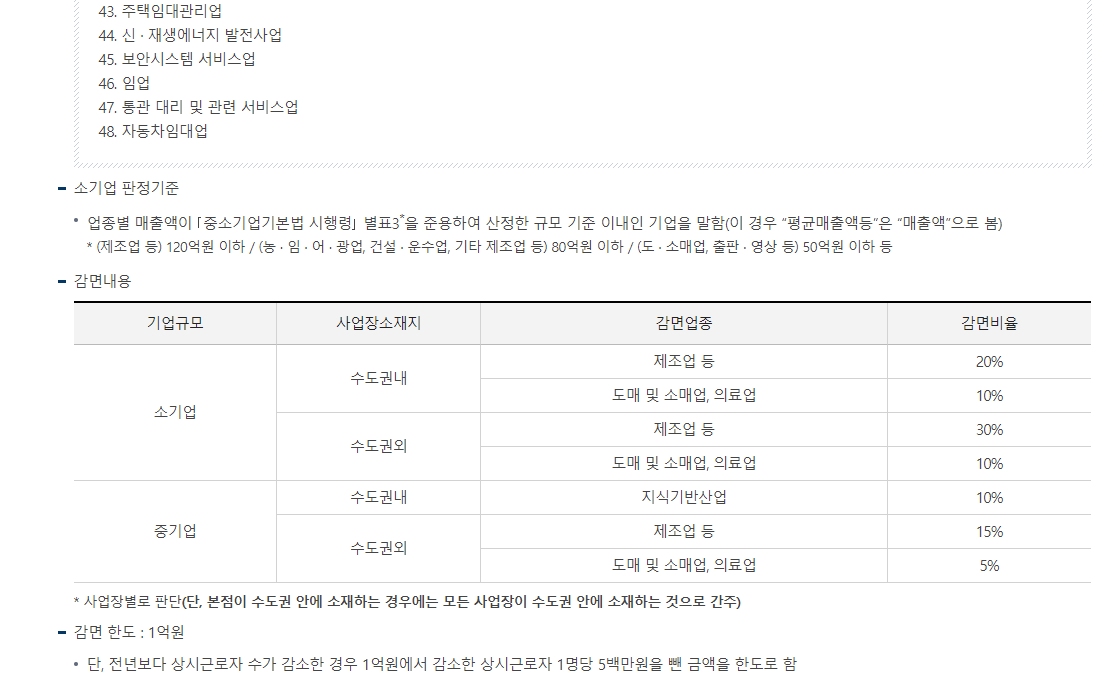 43. 주택임대관리업
44. 신 · 재생에너지 발전사업
45. 보안시스템 서비스업
46. 임업
47. 통관 대리 및 관련 서비스업
48. 자동차임대업
소기업 판정기준
업종별 매출액이 「중소기업기본법 시행령」 별표3*을 준용하여 산정한 규모 기준 이내인 기업을 말함(이 경우 “평균매출액등”은 “매출액”으로 봄)
* (제조업 등) 120억원 이하 / (농 · 임 · 어 · 광업, 건설 · 운수업, 기타 제조업 등) 80억원 이하 / (도 · 소매업, 출판 · 영상 등) 50억원 이하 등
감면내용
기업규모 사업장소재지 감면업종 감면비율
소기업 수도권내 제조업 등 20%
도매 및 소매업, 의료업 10%
수도권외 제조업 등 30%
도매 및 소매업, 의료업 10%
중기업 수도권내 지식기반산업 10%
수도권외 제조업 등 15%
도매 및 소매업, 의료업 5%
* 사업장별로 판단(단, 본점이 수도권 안에 소재하는 경우에는 모든 사업장이 수도권 안에 소재하는 것으로 간주)
감면 한도 : 1억원
단, 전년보다 상시근로자 수가 감소한 경우 1억원에서 감소한 상시근로자 1명당 5백만원을 뺀 금액을 한도로 함